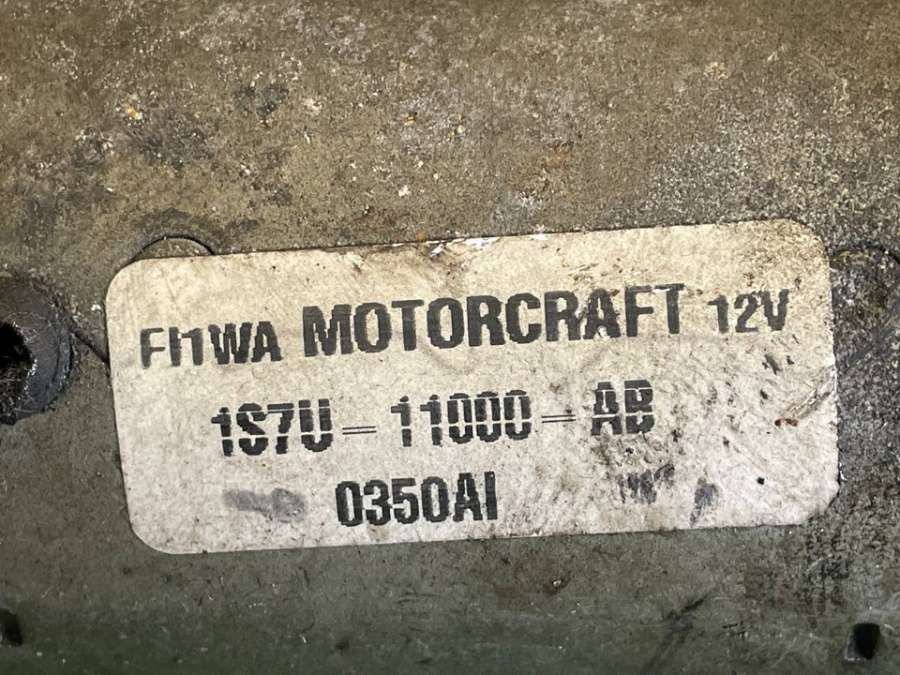 FI1WA MOTORCRAFT 12V
1S7U-11000-AB
0350AI